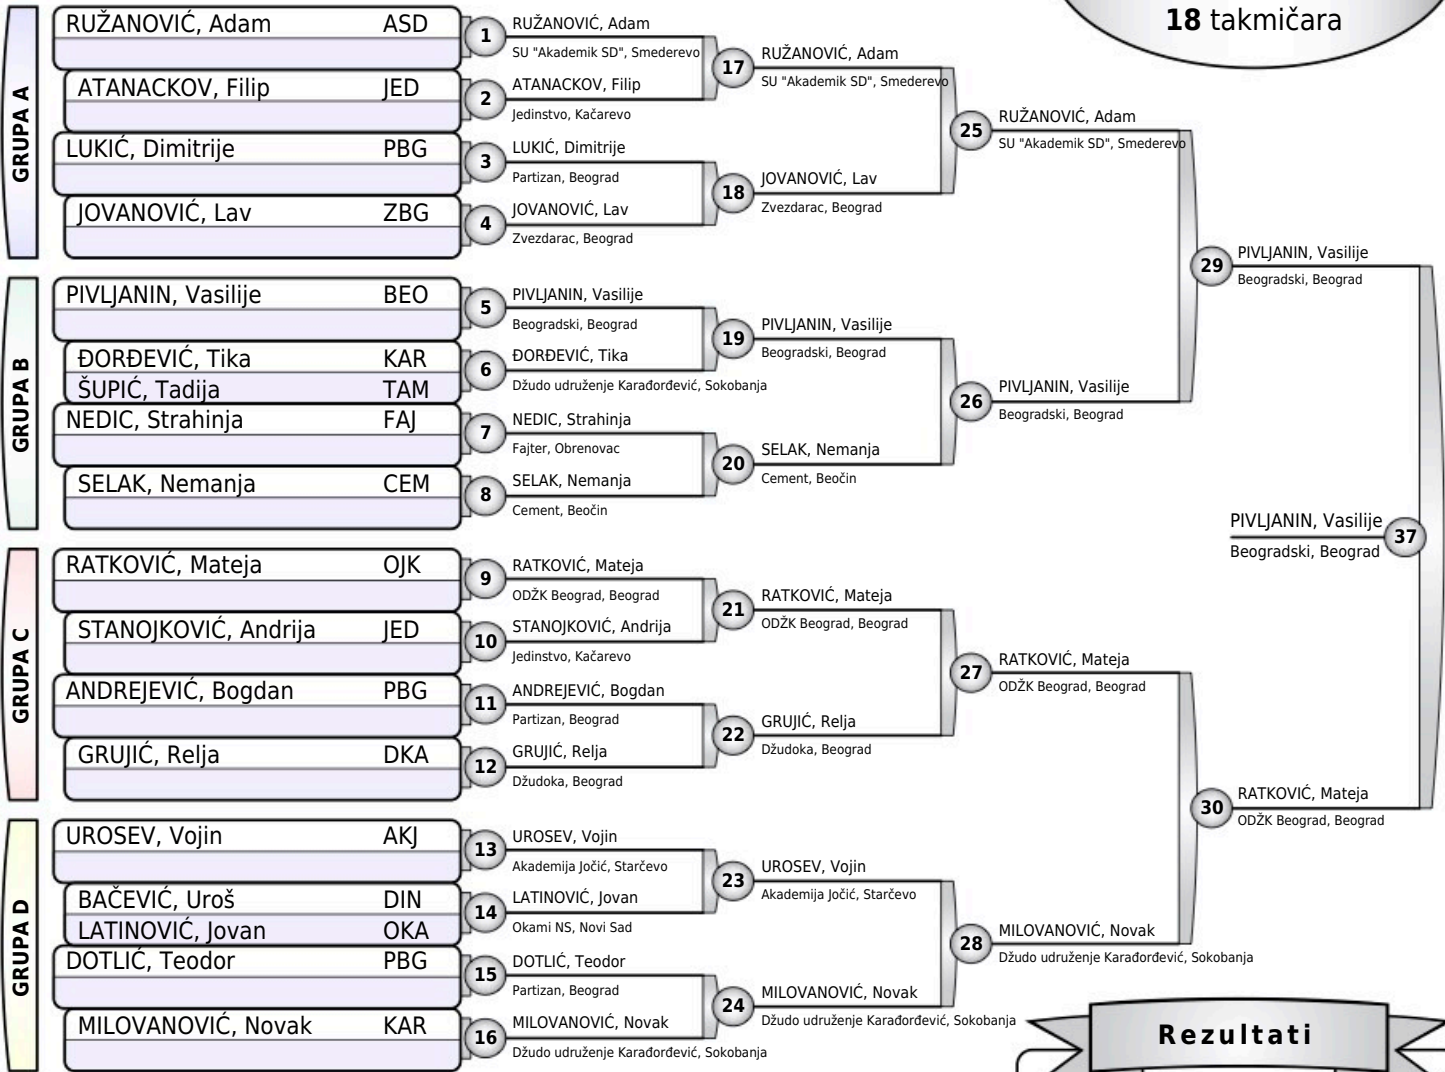 18 takmičara
GRUPA A
RUŽANOVIĆ, Adam ASD
ATANACKOV, Filip JED
LUKIĆ, Dimitrije PBG
JOVANOVIĆ, Lav ZBG
GRUPA B
PIVLJANIN, Vasilije BEO
ĐORĐEVIĆ, Tika KAR
ŠUPIĆ, Tadija TAM
NEDIC, Strahinja FAJ
SELAK, Nemanja CEM
GRUPA C
RATKOVIĆ, Mateja OJK
STANOJKOVIĆ, Andrija JED
ANDREJEVIĆ, Bogdan PBG
GRUJIĆ, Relja DKA
GRUPA D
UROSEV, Vojin AKJ
BAČEVIĆ, Uroš DIN
LATINOVIĆ, Jovan OKA
DOTLIĆ, Teodor PBG
MILOVANOVIĆ, Novak KAR
1 RUŽANOVIĆ, Adam
SU "Akademik SD", Smederevo
2 ATANACKOV, Filip
Jedinstvo, Kačarevo
3 LUKIĆ, Dimitrije
Partizan, Beograd
4 JOVANOVIĆ, Lav
Zvezdarac, Beograd
5 PIVLJANIN, Vasilije
Beogradski, Beograd
6 ĐORĐEVIĆ, Tika
Džudo udruženje Karađorđević, Sokobanja
7 NEDIC, Strahinja
Fajter, Obrenovac
8 SELAK, Nemanja
Cement, Beočin
9 RATKOVIĆ, Mateja
ODŽK Beograd, Beograd
10 STANOJKOVIĆ, Andrija
Jedinstvo, Kačarevo
11 ANDREJEVIĆ, Bogdan
Partizan, Beograd
12 GRUJIĆ, Relja
Džudoka, Beograd
13 UROSEV, Vojin
Akademija Jočić, Starčevo
14 LATINOVIĆ, Jovan
Okami NS, Novi Sad
15 DOTLIĆ, Teodor
Partizan, Beograd
16 MILOVANOVIĆ, Novak
Džudo udruženje Karađorđević, Sokobanja
17 RUŽANOVIĆ, Adam
SU "Akademik SD", Smederevo
18 JOVANOVIĆ, Lav
Zvezdarac, Beograd
19 PIVLJANIN, Vasilije
Beogradski, Beograd
20 SELAK, Nemanja
Cement, Beočin
21 RATKOVIĆ, Mateja
ODŽK Beograd, Beograd
22 GRUJIĆ, Relja
Džudoka, Beograd
23 UROSEV, Vojin
Akademija Jočić, Starčevo
24 MILOVANOVIĆ, Novak
Džudo udruženje Karađorđević, Sokobanja
25 RUŽANOVIĆ, Adam
SU "Akademik SD", Smederevo
26 PIVLJANIN, Vasilije
Beogradski, Beograd
27 RATKOVIĆ, Mateja
ODŽK Beograd, Beograd
28 MILOVANOVIĆ, Novak
Džudo udruženje Karađorđević, Sokobanja
29 PIVLJANIN, Vasilije
Beogradski, Beograd
30 RATKOVIĆ, Mateja
ODŽK Beograd, Beograd
PIVLJANIN, Vasilije 37
Beogradski, Beograd
Rezultati